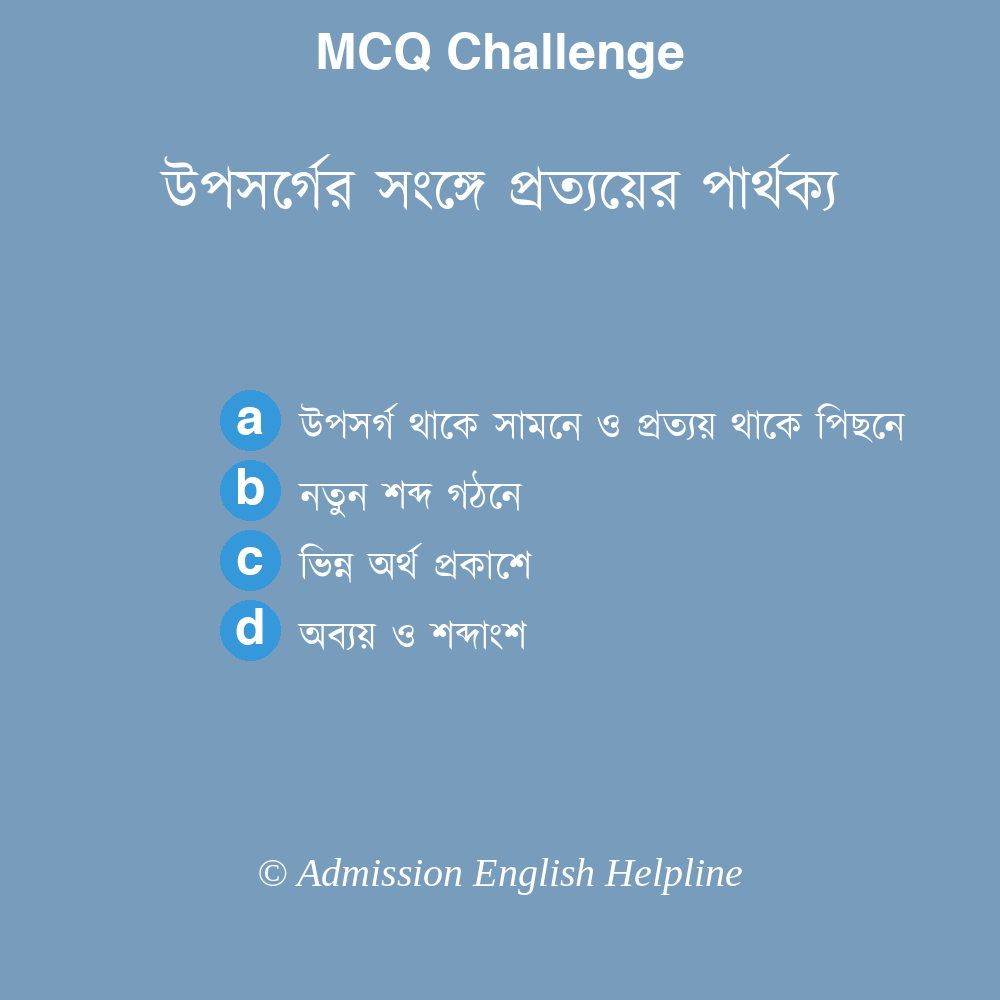 MCQ Challenge
উপসর্গের সংঙ্গে প্রত্যয়ের পার্থক্য
a উপসর্গ থাকে সামনে ও প্রত্যয় থাকে পিছনে
b নতুন শব্দ গঠনে
c ভিন্ন অর্থ প্রকাশে
d অব্যয় ও শব্দাংশ
© Admission English Helpline